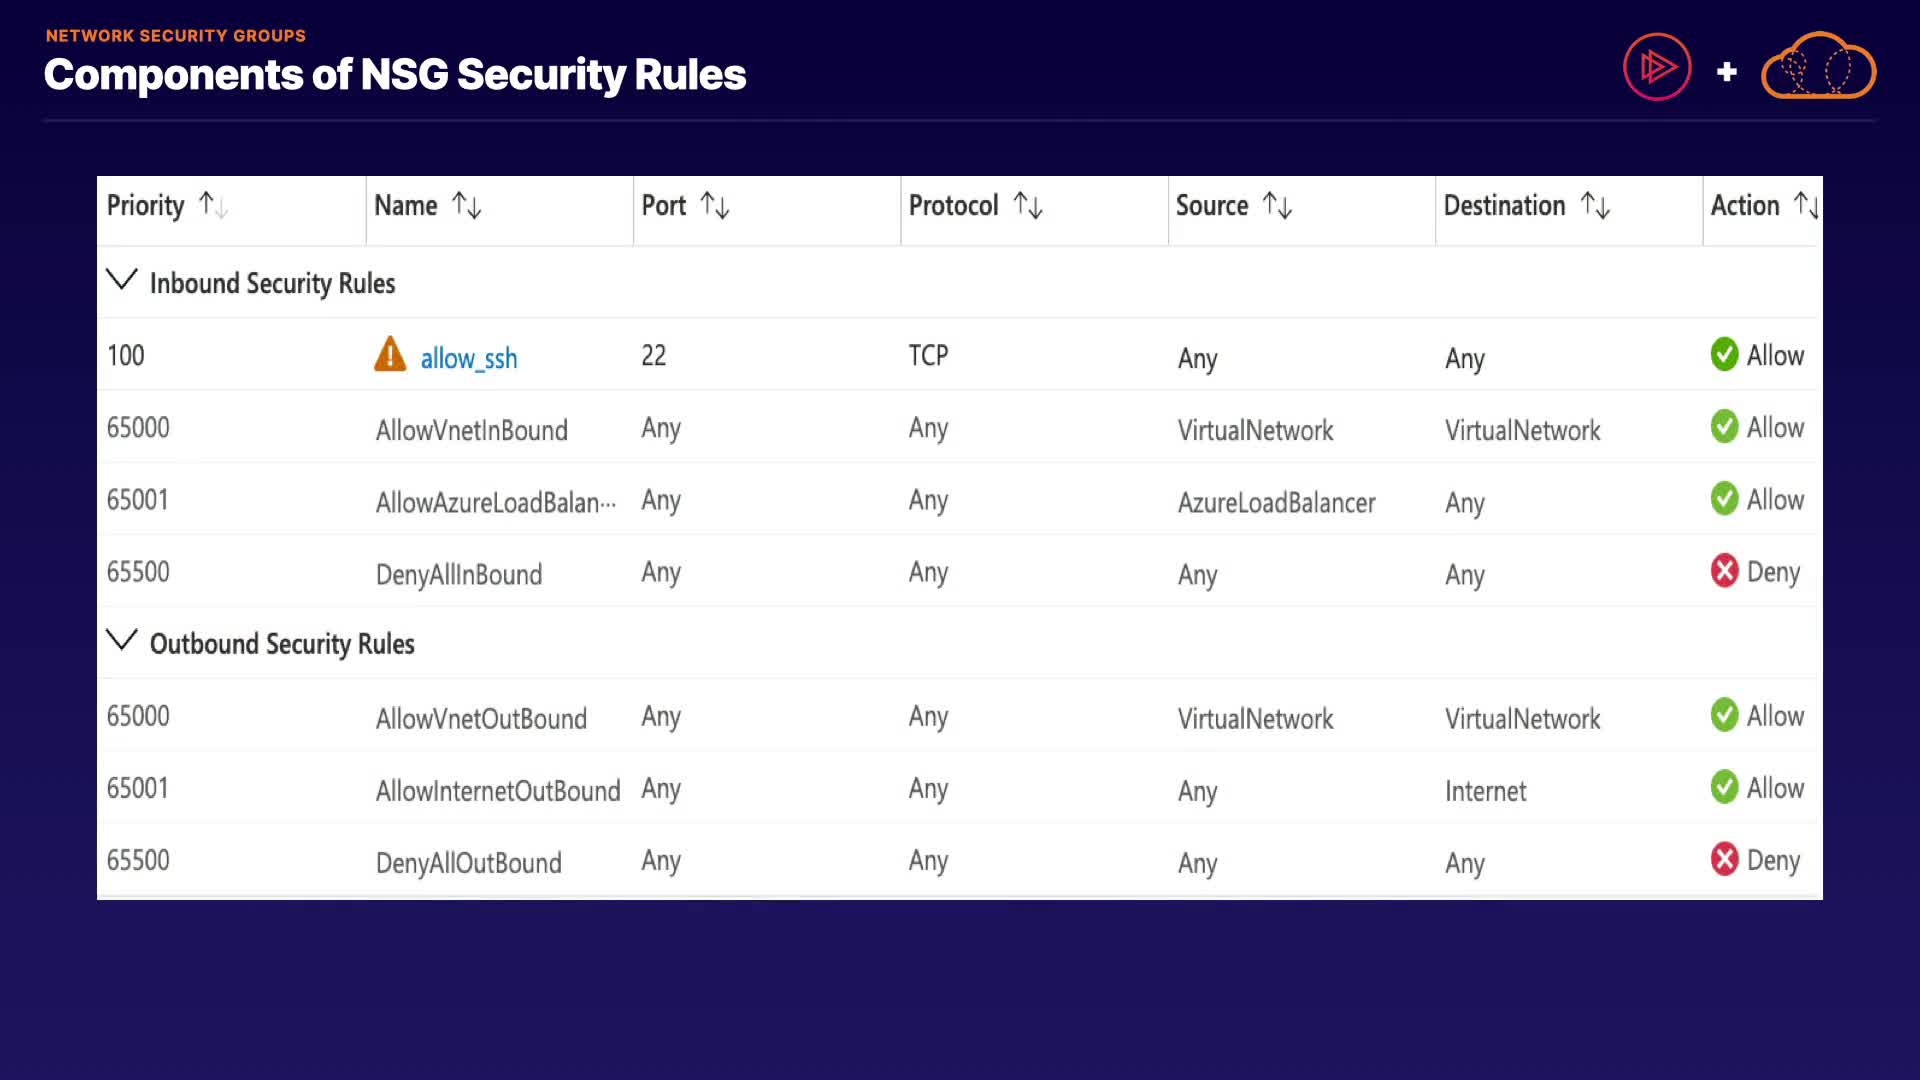 NETWORK SECURITY GROUPS
Components of NSG Security Rules
+
Priority ↑↓ Name ↑↓ Port ↑↓ Protocol ↑↓ Source ↑↓ Destination ↑↓ Action ↑↓
Inbound Security Rules
100 allow_ssh 22 TCP Any Any Allow
65000 AllowVnetInBound Any Any VirtualNetwork VirtualNetwork Allow
65001 AllowAzureLoadBalan··· Any Any AzureLoadBalancer Any Allow
65500 DenyAllInBound Any Any Any Any Deny
Outbound Security Rules
65000 AllowVnetOutBound Any Any VirtualNetwork VirtualNetwork Allow
65001 AllowInternetOutBound Any Any Any Internet Allow
65500 DenyAllOutBound Any Any Any Any Deny